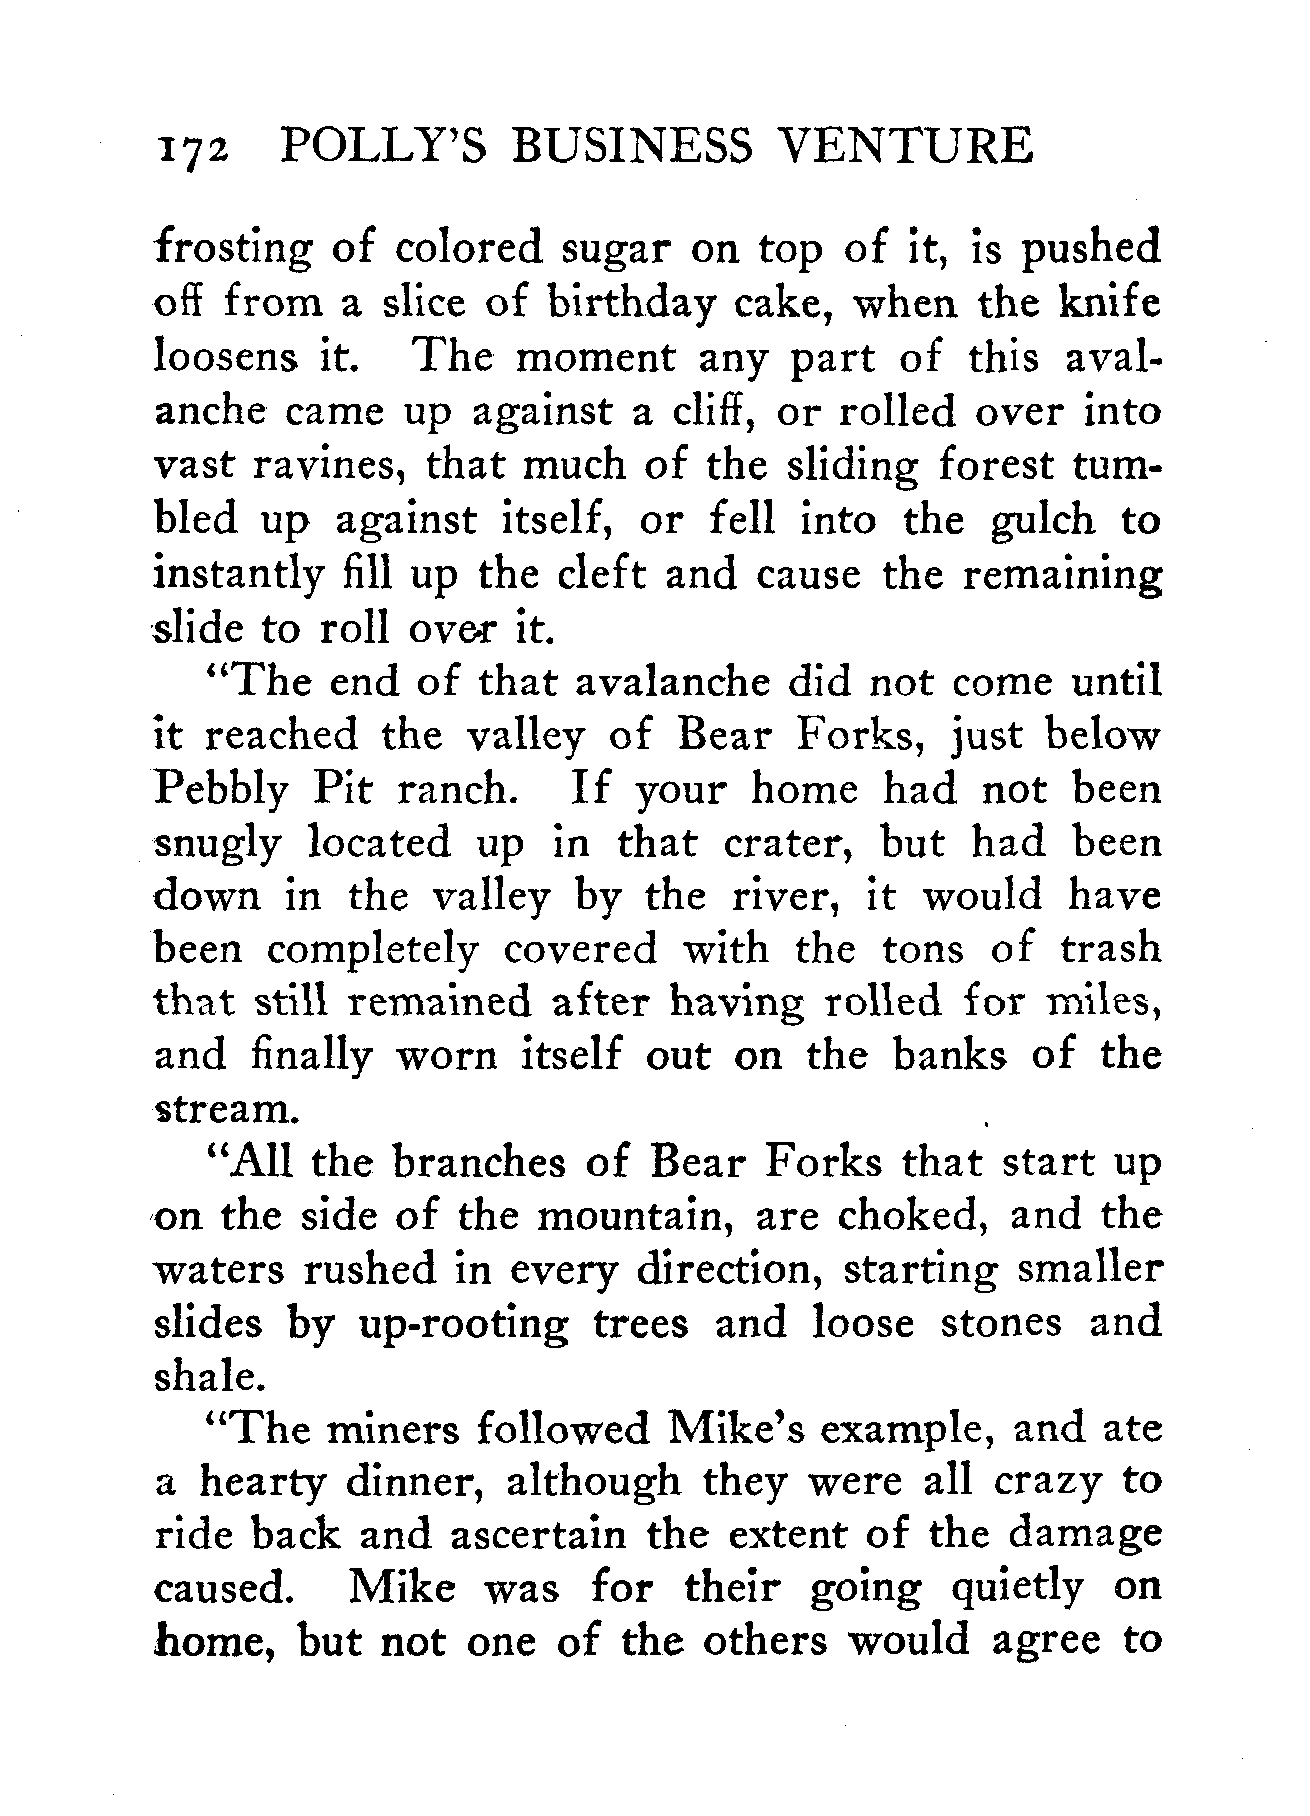 172 POLLY'S BUSINESS VENTURE
frosting of colored sugar on top of it, is pushed
off from a slice of birthday cake, when the knife
loosens it. The moment any part of this aval-
anche came up against a cliff, or rolled over into
vast ravines, that much of the sliding forest tum-
bled up against itself, or fell into the gulch to
instantly fill up the cleft and cause the remaining
slide to roll over it.
"The end of that avalanche did not come until
it reached the valley of Bear Forks, just below
Pebbly Pit ranch. If your home had not been
snugly located up in that crater, but had been
down in the valley by the river, it would have
been completely covered with the tons of trash
that still remained after having rolled for miles,
and finally worn itself out on the banks of the
stream.
"All the branches of Bear Forks that start up
on the side of the mountain, are choked, and the
waters rushed in every direction, starting smaller
slides by up-rooting trees and loose stones and
shale.
"The miners followed Mike's example, and ate
a hearty dinner, although they were all crazy to
ride back and ascertain the extent of the damage
caused. Mike was for their going quietly on
home, but not one of the others would agree to